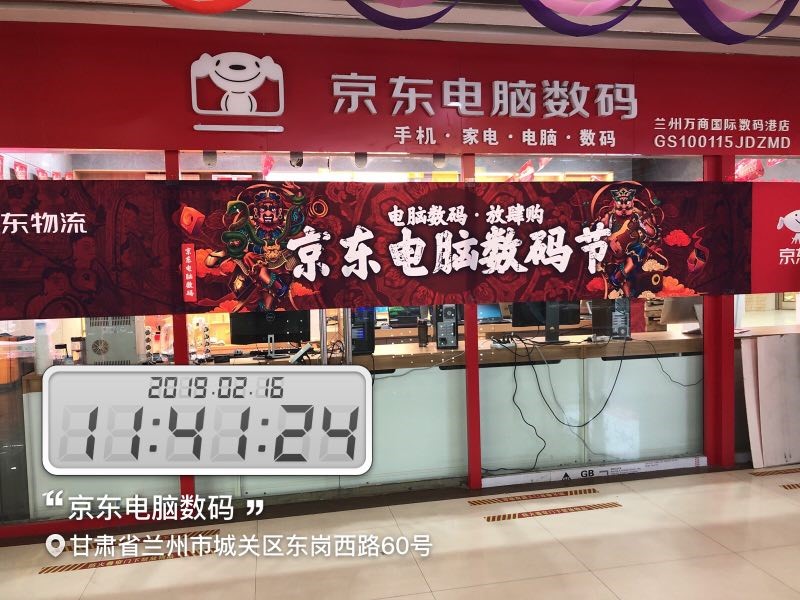 京东电脑数码
手机·家电·电脑·数码
兰州万商国际数码港店
GS100115JDZMD
东物流
电脑数码·放肆购
京东电脑数码节
京东电脑数码
京东
2019.02.16
11:41:24
GB
“京东电脑数码”
甘肃省兰州市城关区东岗西路60号